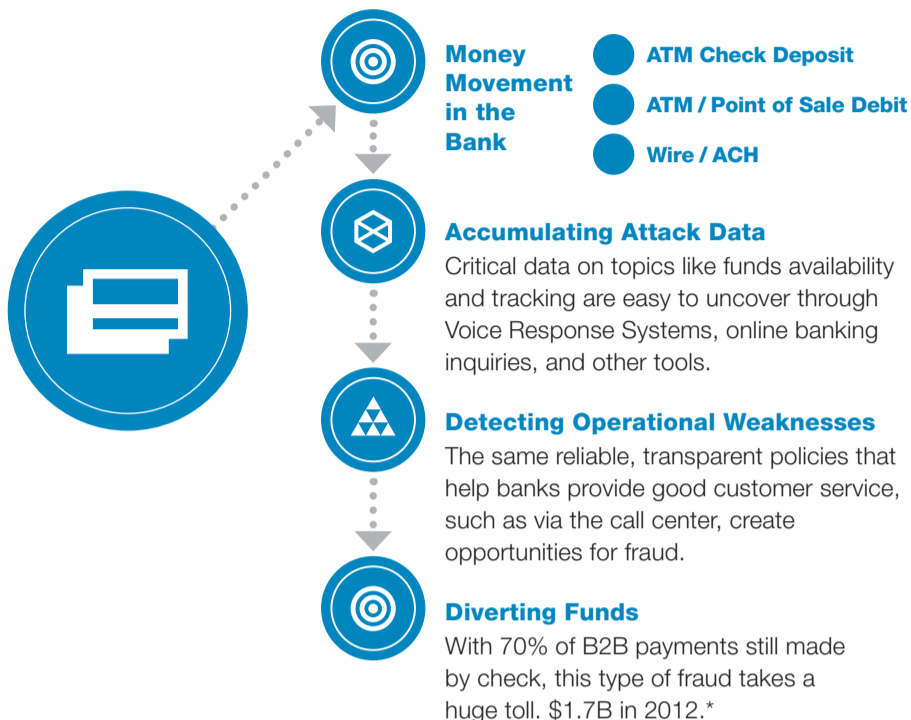 Money
Movement
in the
Bank
ATM Check Deposit
ATM / Point of Sale Debit
Wire / ACH
Accumulating Attack Data
Critical data on topics like funds availability
and tracking are easy to uncover through
Voice Response Systems, online banking
inquiries, and other tools.
Detecting Operational Weaknesses
The same reliable, transparent policies that
help banks provide good customer service,
such as via the call center, create
opportunities for fraud.
Diverting Funds
With 70% of B2B payments still made
by check, this type of fraud takes a
huge toll. $1.7B in 2012.*